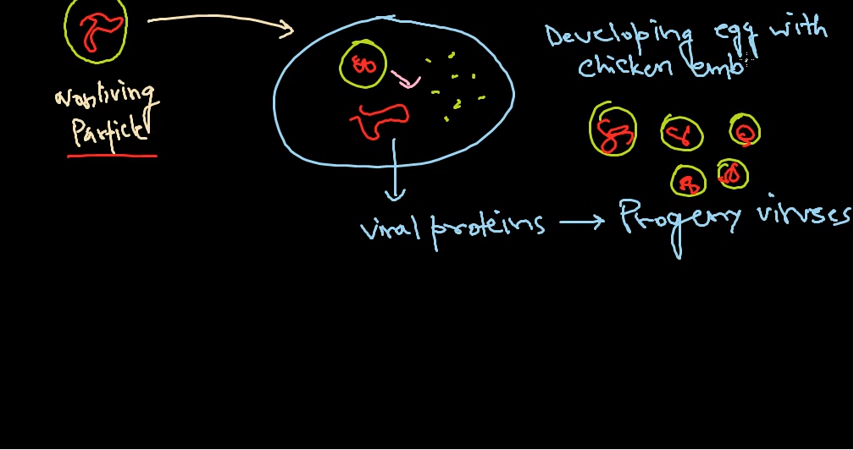 Developing egg with
chicken emb
Nonliving
Particle
viral proteins → Progeny viruses